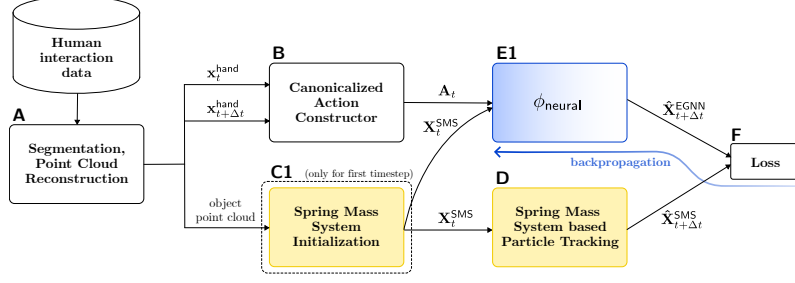 Human
interaction
data
A
Segmentation,
Point Cloud
Reconstruction
x_t^hand
x_{t+Δt}^hand
object
point cloud
B
Canonicalized
Action
Constructor
C1 (only for first timestep)
Spring Mass
System
Initialization
A_t
X_t^SMS
X_t^SMS
E1
ϕ_neural
backpropagation
D
Spring Mass
System based
Particle Tracking
X̂_{t+Δt}^EGNN
X̂_{t+Δt}^SMS
F
Loss